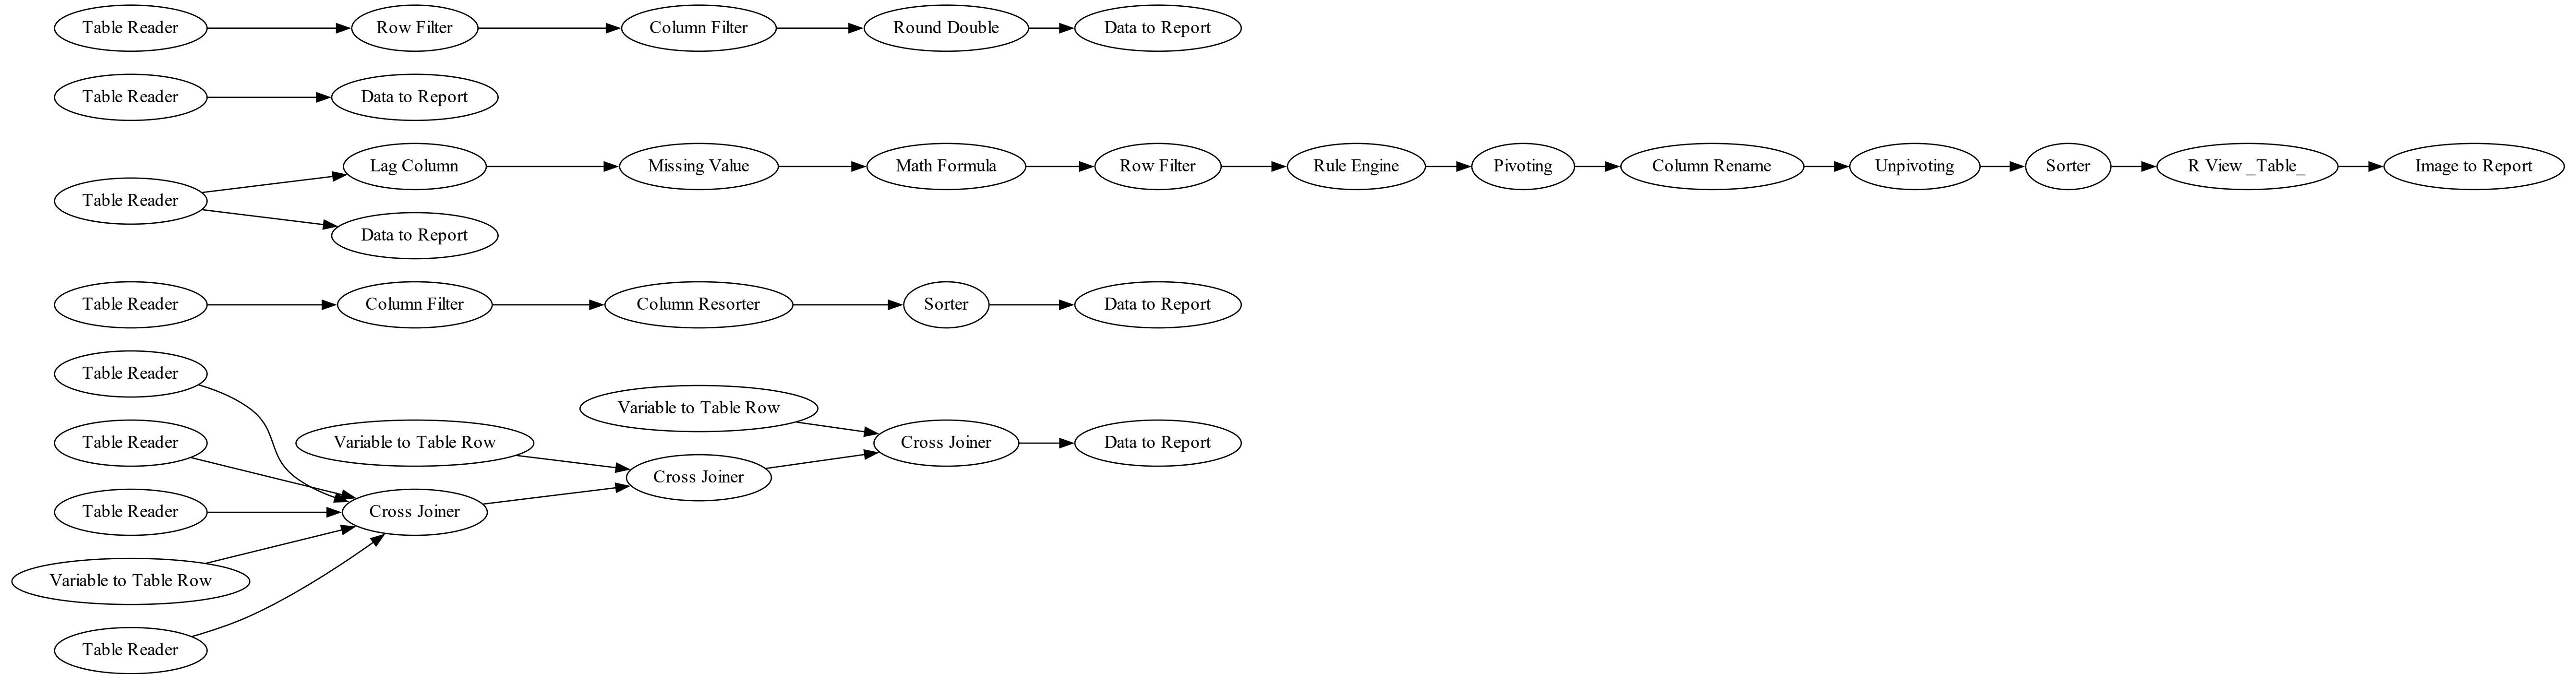 Table Reader
Row Filter
Column Filter
Round Double
Data to Report
Table Reader
Data to Report
Table Reader
Lag Column
Missing Value
Math Formula
Row Filter
Rule Engine
Pivoting
Column Rename
Unpivoting
Sorter
R View _Table_
Image to Report
Data to Report
Table Reader
Column Filter
Column Resorter
Sorter
Data to Report
Table Reader
Table Reader
Table Reader
Variable to Table Row
Table Reader
Cross Joiner
Variable to Table Row
Cross Joiner
Variable to Table Row
Cross Joiner
Data to Report